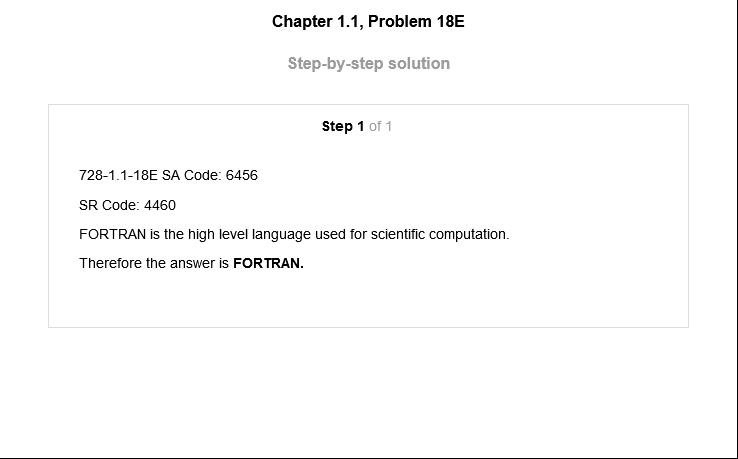 Chapter 1.1, Problem 18E
Step-by-step solution
Step 1 of 1
728-1.1-18E SA Code: 6456
SR Code: 4460
FORTRAN is the high level language used for scientific computation.
Therefore the answer is FORTRAN.